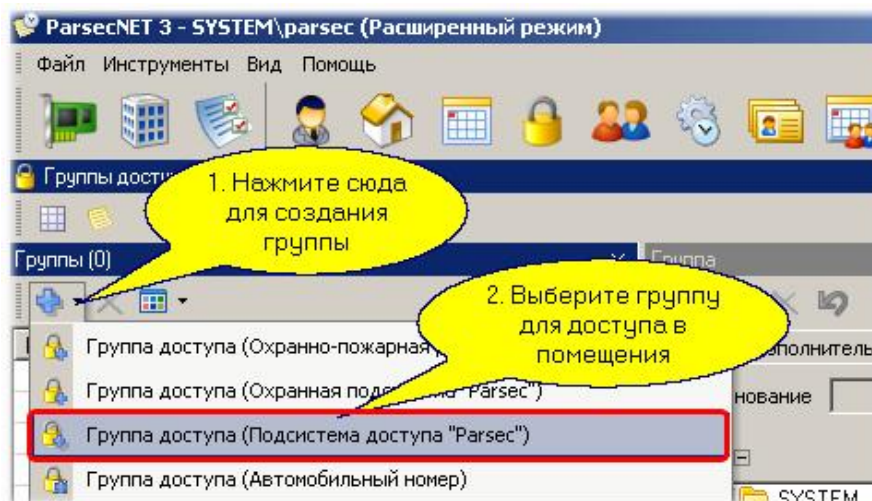 ParsecNET 3 - SYSTEM\parsec (Расширенный режим)
Файл Инструменты Вид Помощь
Группы досту
1. Нажмите сюда
для создания
группы
Группы (0)
Группа
2. Выберите группу
для доступа в
помещения
Группа доступа (Охранно-пожарная
ополнитель
Группа доступа (Охранная подс "Parsec")
нование
Группа доступа (Подсистема доступа "Parsec")
Группа доступа (Автомобильный номер)
SYSTEM